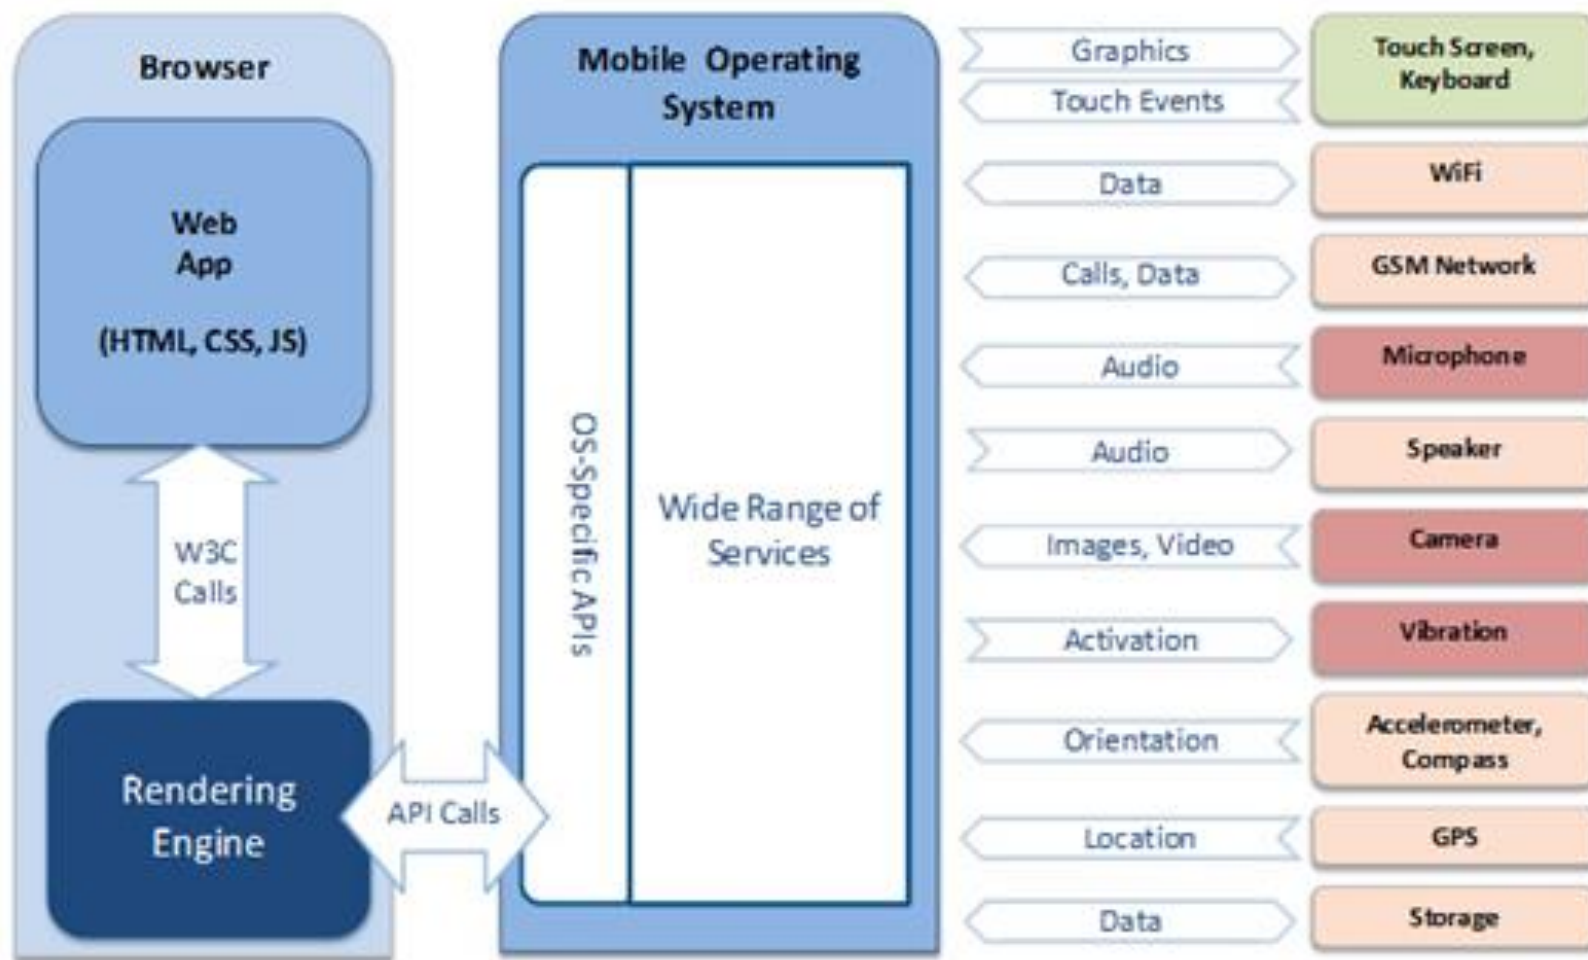 Browser
Web
App
(HTML, CSS, JS)
W3C
Calls
Rendering
Engine
API Calls
Mobile Operating
System
OS-Specific APIs
Wide Range of
Services
Graphics
Touch Events
Touch Screen,
Keyboard
Data
WiFi
Calls, Data
GSM Network
Audio
Microphone
Audio
Speaker
Images, Video
Camera
Activation
Vibration
Orientation
Accelerometer,
Compass
Location
GPS
Data
Storage